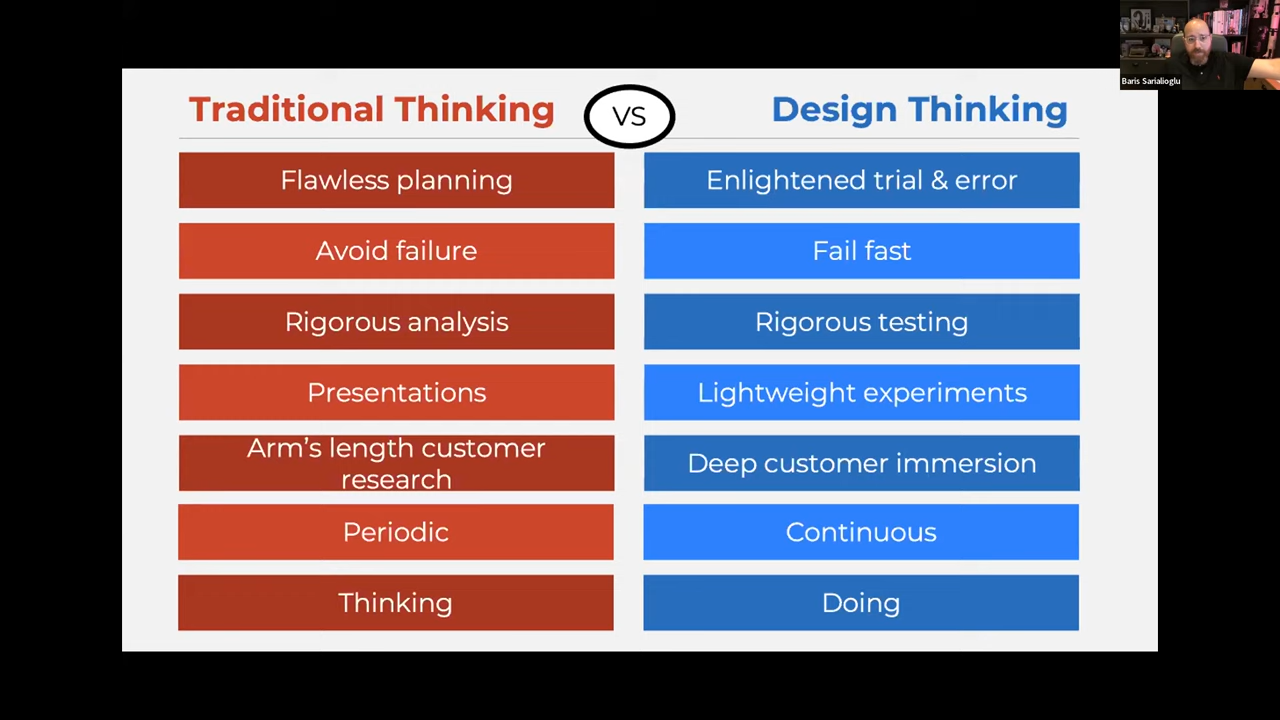 Baris Sarialioglu
Traditional Thinking
VS
Design Thinking
Flawless planning
Enlightened trial & error
Avoid failure
Fail fast
Rigorous analysis
Rigorous testing
Presentations
Lightweight experiments
Arm's length customer
research
Deep customer immersion
Periodic
Continuous
Thinking
Doing